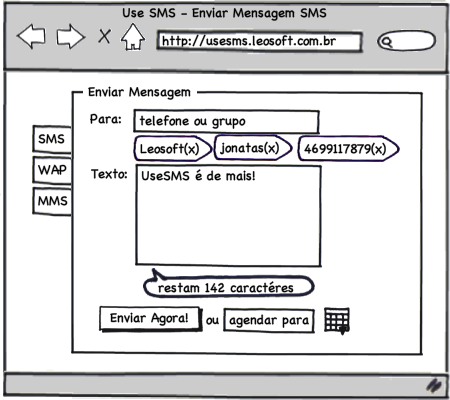 Use SMS - Enviar Mensagem SMS
http://usesms.leosoft.com.br
Enviar Mensagem
Para: telefone ou grupo
Leosoft(x) jonatas(x) 4699117879(x)
SMS
WAP
MMS
Texto: UseSMS é de mais!
restam 142 caractéres
Enviar Agora! ou agendar para